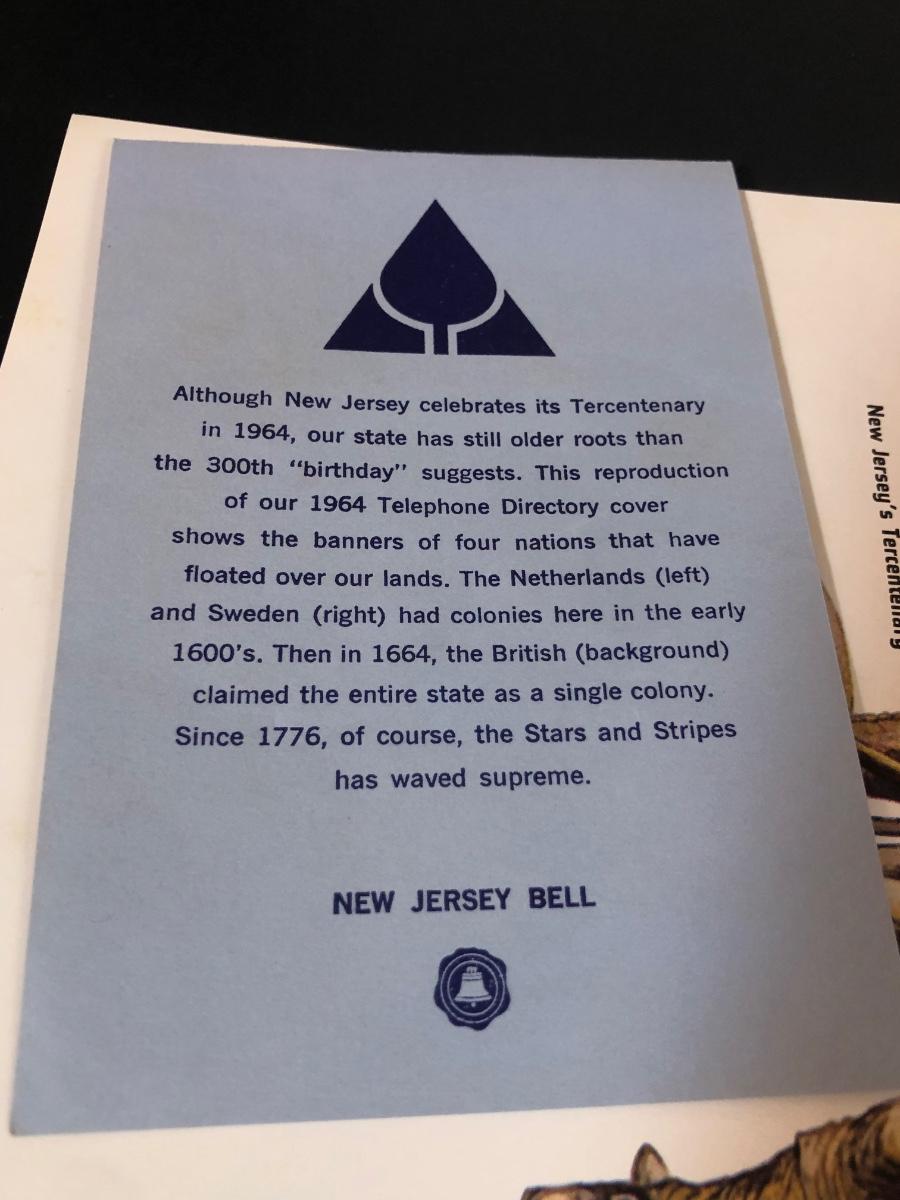 Although New Jersey celebrates its Tercentenary
in 1964, our state has still older roots than
the 300th “birthday” suggests. This reproduction
of our 1964 Telephone Directory cover
shows the banners of four nations that have
floated over our lands. The Netherlands (left)
and Sweden (right) had colonies here in the early
1600's. Then in 1664, the British (background)
claimed the entire state as a single colony.
Since 1776, of course, the Stars and Stripes
has waved supreme.
NEW JERSEY BELL
New Jersey's Tercentenary